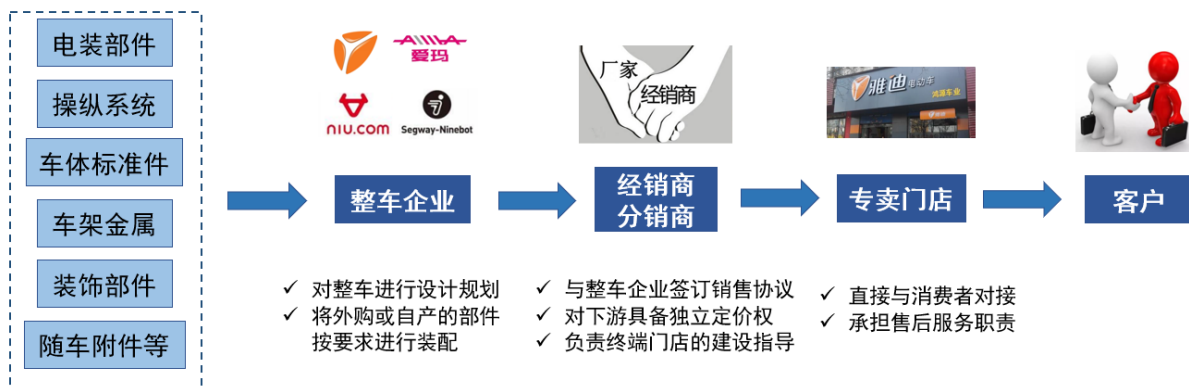 电装部件
操纵系统
车体标准件
车架金属
装饰部件
随车附件等
AIMA
爱玛
niu.com
Segway-Ninebot
整车企业
对整车进行设计规划
将外购或自产的部件
按要求进行装配
厂家
经销商
经销商
分销商
与整车企业签订销售协议
对下游具备独立定价权
负责终端门店的建设指导
雅迪电动车
专卖门店
直接与消费者对接
承担售后服务职责
客户